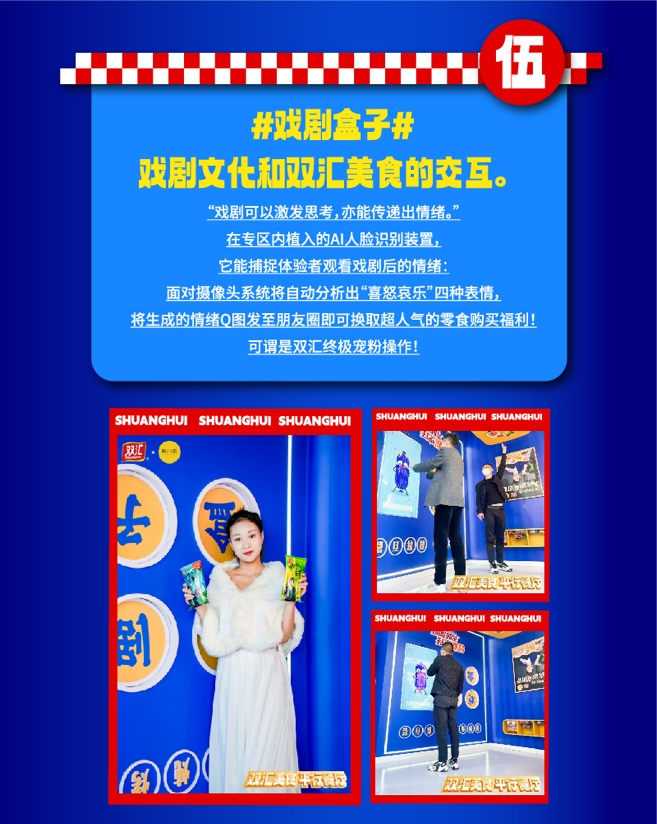 伍
#戏剧盒子#
戏剧文化和双汇美食的交互。
“戏剧可以激发思考，亦能传递出情绪。”
在专区内植入的AI人脸识别装置，
它能捕捉体验者观看戏剧后的情绪：
面对摄像头系统将自动分析出“喜怒哀乐”四种表情，
将生成的情绪Q图发至朋友圈即可换取超人气的零食购买福利！
可谓是双汇终极宠粉操作！
SHUANGHUI SHUANGHUI SHUANGHUI
双汇
子
盒
剧
双汇美食
SHUANGHUI SHUANGHUI SHUANGHUI
双汇美食
SHUANGHUI SHUANGHUI SHUANGHUI
双汇美食